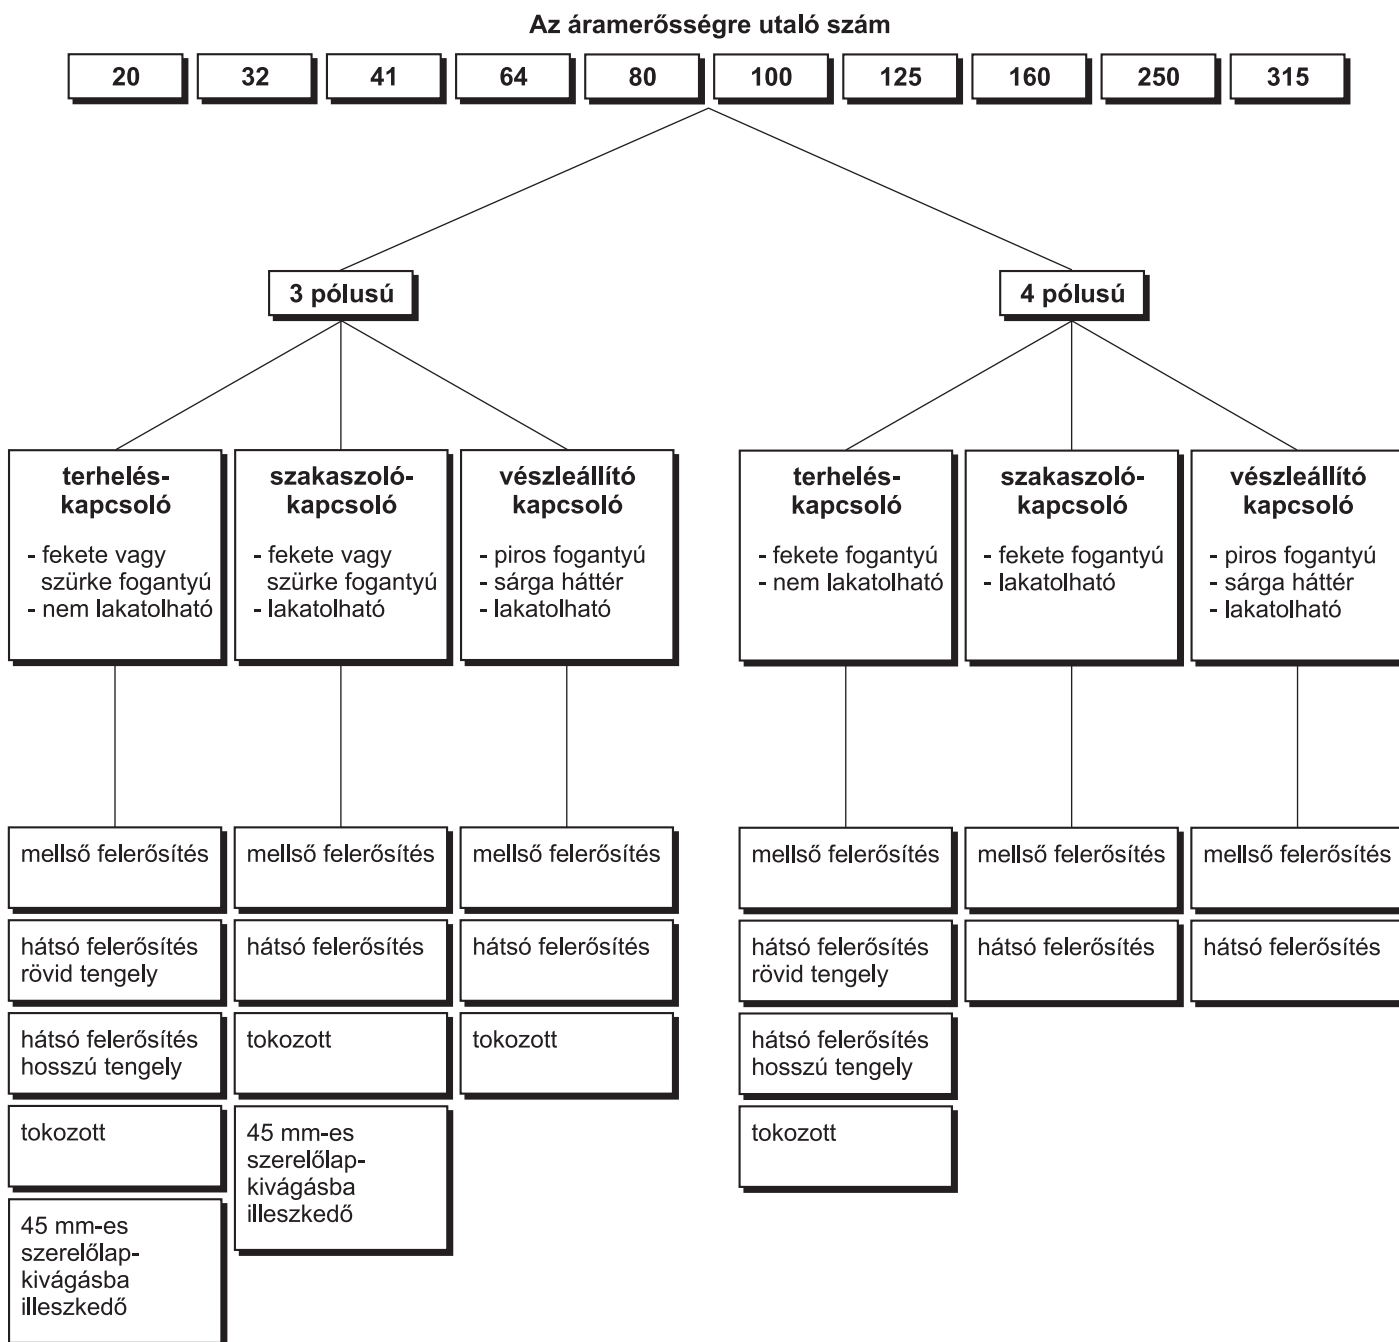 Az áramerősségre utaló szám
20 32 41 64 80 100 125 160 250 315
3 pólusú
4 pólusú
terhelés-
kapcsoló
- fekete vagy
szürke fogantyú
- nem lakatolható
szakaszoló-
kapcsoló
- fekete vagy
szürke fogantyú
- lakatolható
vészleállító
kapcsoló
- piros fogantyú
- sárga háttér
- lakatolható
terhelés-
kapcsoló
- fekete fogantyú
- nem lakatolható
szakaszoló-
kapcsoló
- fekete fogantyú
- lakatolható
vészleállító
kapcsoló
- piros fogantyú
- sárga háttér
- lakatolható
mellső felerősítés
hátsó felerősítés
rövid tengely
hátsó felerősítés
hosszú tengely
tokozott
45 mm-es
szerelőlap-
kivágásba
illeszkedő
mellső felerősítés
hátsó felerősítés
tokozott
45 mm-es
szerelőlap-
kivágásba
illeszkedő
mellső felerősítés
hátsó felerősítés
tokozott
mellső felerősítés
hátsó felerősítés
rövid tengely
hátsó felerősítés
hosszú tengely
tokozott
mellső felerősítés
hátsó felerősítés
mellső felerősítés
hátsó felerősítés